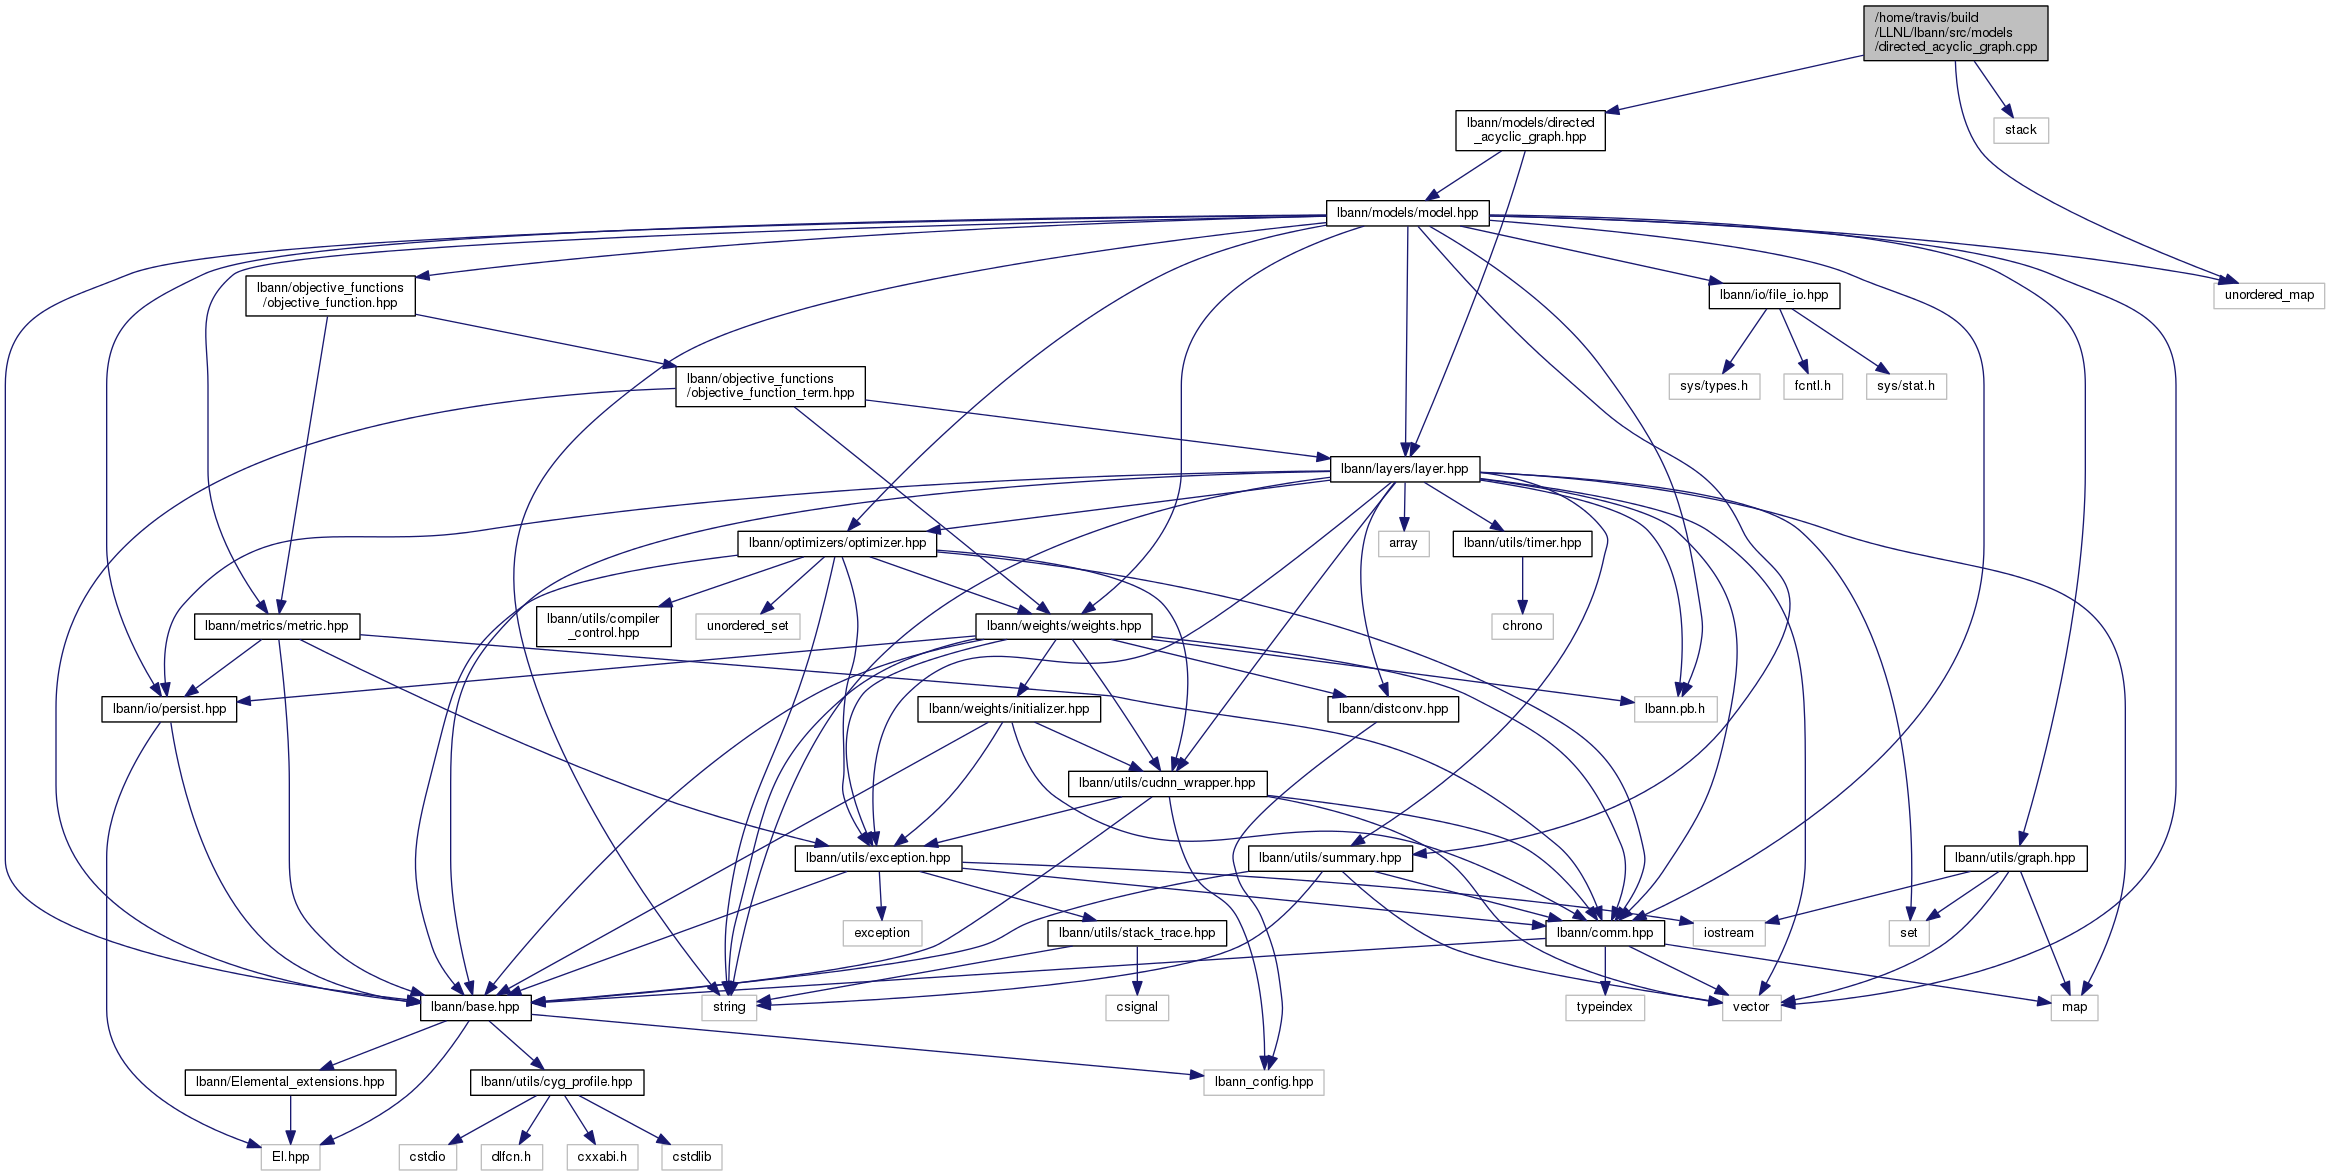 /home/travis/build
/LLNL/lbann/src/models
/directed_acyclic_graph.cpp
lbann/models/directed
_acyclic_graph.hpp
stack
lbann/models/model.hpp
lbann/objective_functions
/objective_function.hpp
lbann/io/file_io.hpp
unordered_map
lbann/objective_functions
/objective_function_term.hpp
sys/types.h
fcntl.h
sys/stat.h
lbann/layers/layer.hpp
lbann/optimizers/optimizer.hpp
array
lbann/utils/timer.hpp
lbann/metrics/metric.hpp
lbann/utils/compiler
_control.hpp
unordered_set
lbann/weights/weights.hpp
chrono
lbann/io/persist.hpp
lbann/weights/initializer.hpp
lbann/distconv.hpp
lbann.pb.h
lbann/utils/cudnn_wrapper.hpp
lbann/utils/exception.hpp
lbann/utils/summary.hpp
lbann/utils/graph.hpp
exception
lbann/utils/stack_trace.hpp
lbann/comm.hpp
iostream
set
lbann/base.hpp
string
csignal
typeindex
vector
map
lbann/Elemental_extensions.hpp
lbann/utils/cyg_profile.hpp
lbann_config.hpp
El.hpp
cstdio
dlfcn.h
cxxabi.h
cstdlib